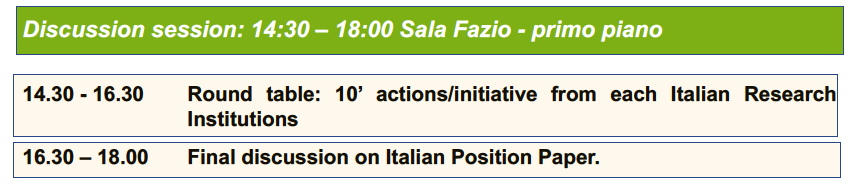 Discussion session: 14:30 – 18:00 Sala Fazio - primo piano
14.30 - 16.30 Round table: 10’ actions/initiative from each Italian Research
Institutions
16.30 – 18.00 Final discussion on Italian Position Paper.